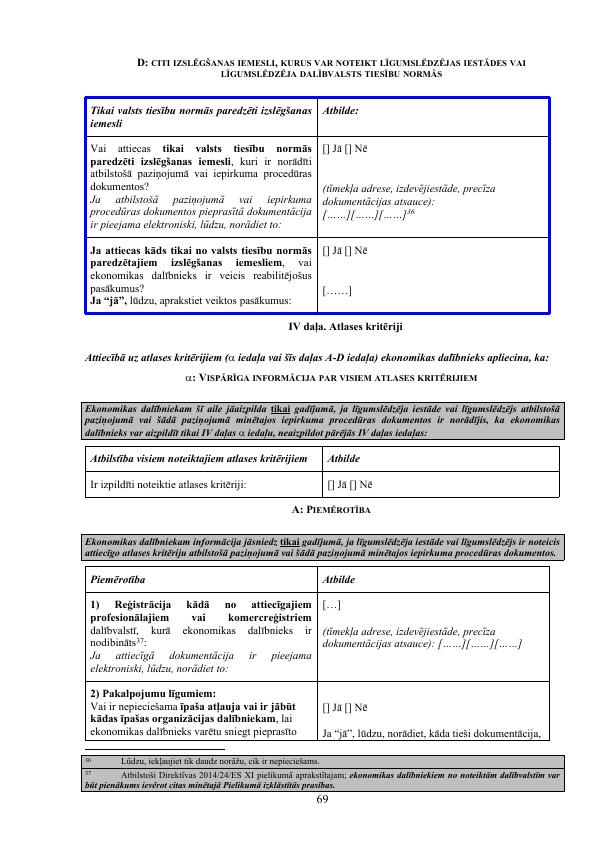 D: CITI IZSLĒGŠANAS IEMESLI, KURUS VAR NOTEIKT LĪGUMSLĒDZĒJAS IESTĀDES VAI
LĪGUMSLĒDZĒJA DALĪBVALSTS TIESĪBU NORMĀS
Tikai valsts tiesību normās paredzēti izslēgšanas
iemesli
Atbilde:
Vai attiecas tikai valsts tiesību normās
paredzēti izslēgšanas iemesli, kuri ir norādīti
atbilstošā paziņojumā vai iepirkuma procedūras
dokumentos?
Ja atbilstošā paziņojumā vai iepirkuma
procedūras dokumentos pieprasītā dokumentācija
ir pieejama elektroniski, lūdzu, norādiet to:
[] Jā [] Nē
(tīmekļa adrese, izdevējiestāde, precīza
dokumentācijas atsauce):
[……][……][……]36
Ja attiecas kāds tikai no valsts tiesību normās
paredzētajiem izslēgšanas iemesliem, vai
ekonomikas dalībnieks ir veicis reabilitējošus
pasākumus?
Ja “jā”, lūdzu, aprakstiet veiktos pasākumus:
[] Jā [] Nē
[……]
IV daļa. Atlases kritēriji
Attiecībā uz atlases kritērijiem (α iedaļa vai šīs daļas A-D iedaļa) ekonomikas dalībnieks apliecina, ka:
α: VISPĀRĪGA INFORMĀCIJA PAR VISIEM ATLASES KRITĒRIJIEM
Ekonomikas dalībniekam šī aile jāaizpilda tikai gadījumā, ja līgumslēdzēja iestāde vai līgumslēdzējs atbilstošā
paziņojumā vai šādā paziņojumā minētajos iepirkuma procedūras dokumentos ir norādījis, ka ekonomikas
dalībnieks var aizpildīt tikai IV daļas α iedaļu, neaizpildot pārējās IV daļas iedaļas:
Atbilstība visiem noteiktajiem atlases kritērijiem
Atbilde
Ir izpildīti noteiktie atlases kritēriji:
[] Jā [] Nē
A: PIEMĒROTĪBA
Ekonomikas dalībniekam informācija jāsniedz tikai gadījumā, ja līgumslēdzēja iestāde vai līgumslēdzējs ir noteicis
attiecīgo atlases kritēriju atbilstošā paziņojumā vai šādā paziņojumā minētajos iepirkuma procedūras dokumentos.
Piemērotība
Atbilde
1) Reģistrācija kādā no attiecīgajiem
profesionālajiem vai komercreģistriem
dalībvalstī, kurā ekonomikas dalībnieks ir
nodibināts37:
Ja attiecīgā dokumentācija ir pieejama
elektroniski, lūdzu, norādiet to:
[…]
(tīmekļa adrese, izdevējiestāde, precīza
dokumentācijas atsauce): [……][……][……]
2) Pakalpojumu līgumiem:
Vai ir nepieciešama īpaša atļauja vai ir jābūt
kādas īpašas organizācijas dalībniekam, lai
ekonomikas dalībnieks varētu sniegt pieprasīto
[] Jā [] Nē
Ja “jā”, lūdzu, norādiet, kāda tieši dokumentācija,
36 Lūdzu, iekļaujiet tik daudz norāžu, cik ir nepieciešams.
37 Atbilstoši Direktīvas 2014/24/ES XI pielikumā aprakstītajam; ekonomikas dalībniekiem no noteiktām dalībvalstīm var
būt pienākums ievērot citas minētajā Pielikumā izklāstītās prasības.
69